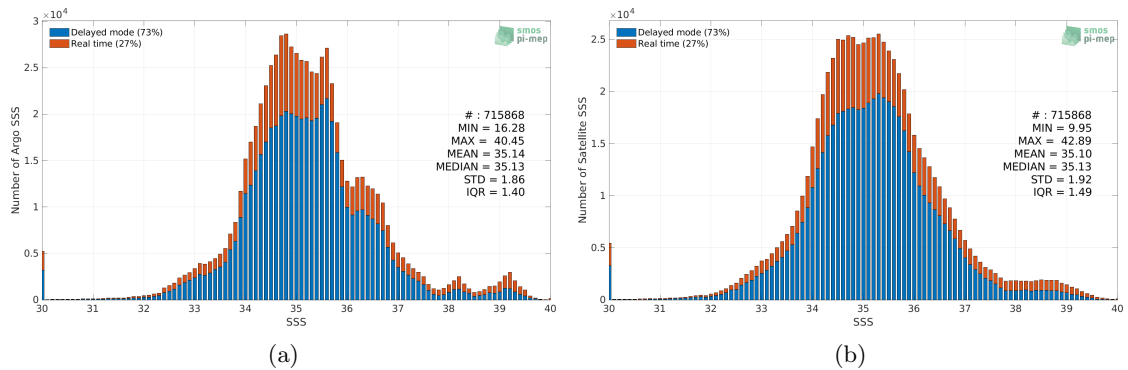 ×10⁴
3
2.5
2
1.5
1
0.5
0
Number of Argo SSS
Delayed mode (73%)
Real time (27%)
smos
pi-mep
# : 715868
MIN = 16.28
MAX = 40.45
MEAN = 35.14
MEDIAN = 35.13
STD = 1.86
IQR = 1.40
30 31 32 33 34 35 36 37 38 39 40
SSS
(a)
×10⁴
2.5
2
1.5
1
0.5
0
Number of Satellite SSS
Delayed mode (73%)
Real time (27%)
smos
pi-mep
# : 715868
MIN = 9.95
MAX = 42.89
MEAN = 35.10
MEDIAN = 35.13
STD = 1.92
IQR = 1.49
30 31 32 33 34 35 36 37 38 39 40
SSS
(b)